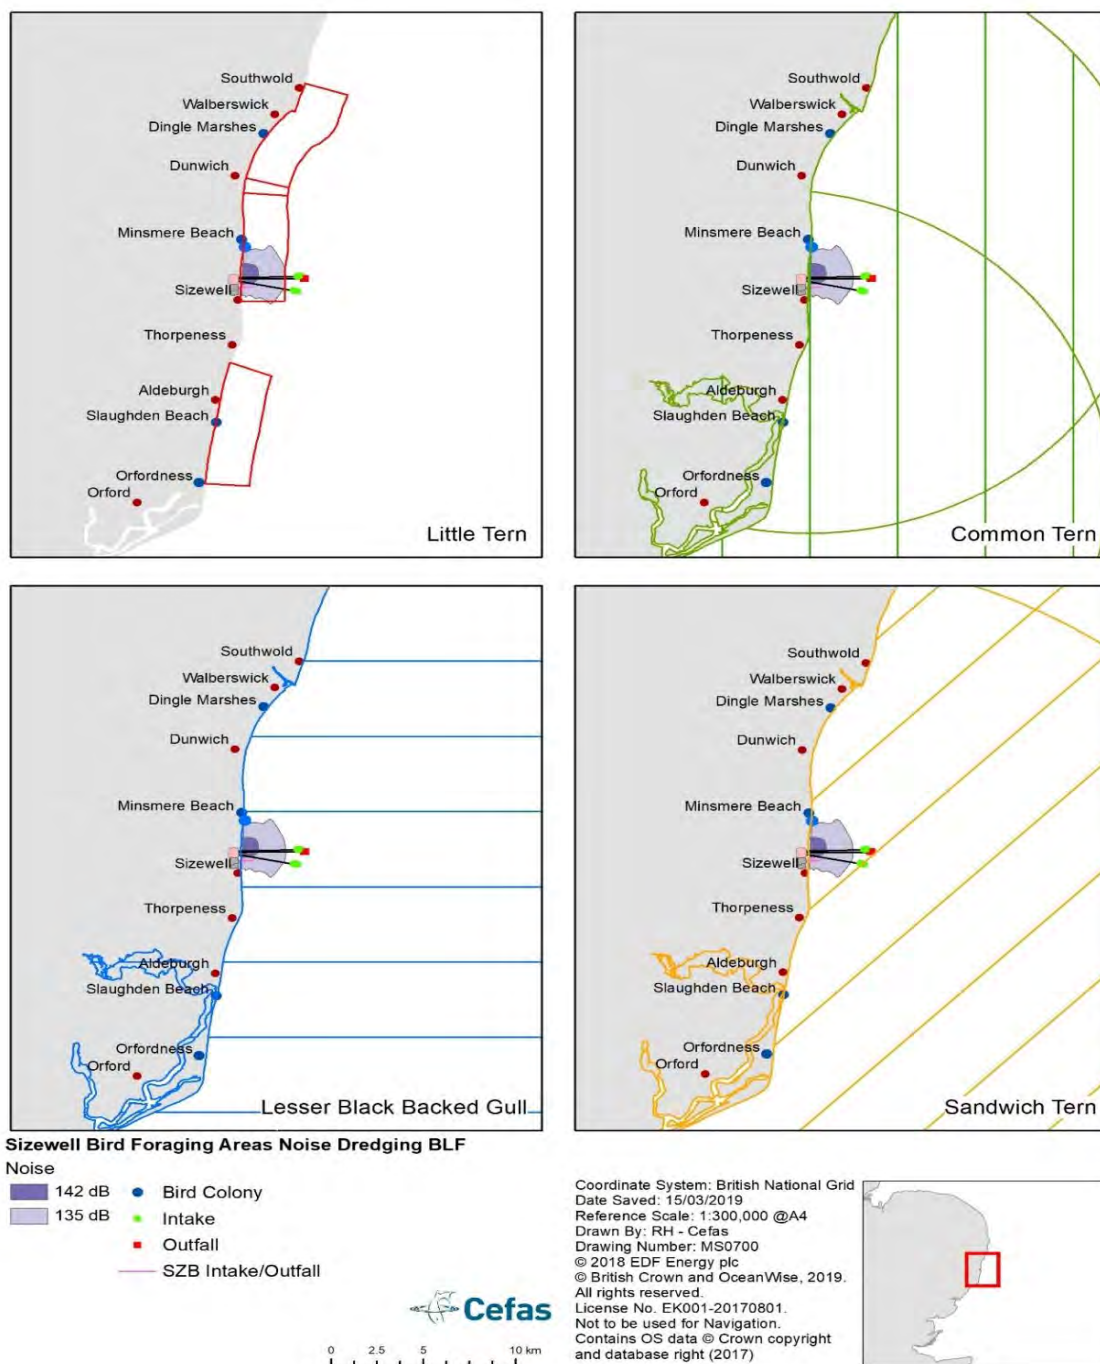 Southwold
Walberswick
Dingle Marshes
Dunwich
Minsmere Beach
Sizewell
Thorpeness
Aldeburgh
Slaughden Beach
Orfordness
Orford
Little Tern
Southwold
Walberswick
Dingle Marshes
Dunwich
Minsmere Beach
Sizewell
Thorpeness
Aldeburgh
Slaughden Beach
Orfordness
Orford
Common Tern
Southwold
Walberswick
Dingle Marshes
Dunwich
Minsmere Beach
Sizewell
Thorpeness
Aldeburgh
Slaughden Beach
Orfordness
Orford
Lesser Black Backed Gull
Southwold
Walberswick
Dingle Marshes
Dunwich
Minsmere Beach
Sizewell
Thorpeness
Aldeburgh
Slaughden Beach
Orfordness
Orford
Sandwich Tern
Sizewell Bird Foraging Areas Noise Dredging BLF
Noise
142 dB
135 dB
Bird Colony
Intake
Outfall
SZB Intake/Outfall
Cefas
0 2.5 5 10 km
Coordinate System: British National Grid
Date Saved: 15/03/2019
Reference Scale: 1:300,000 @A4
Drawn By: RH - Cefas
Drawing Number: MS0700
© 2018 EDF Energy plc
© British Crown and OceanWise, 2019.
All rights reserved.
License No. EK001-20170801.
Not to be used for Navigation.
Contains OS data © Crown copyright
and database right (2017)